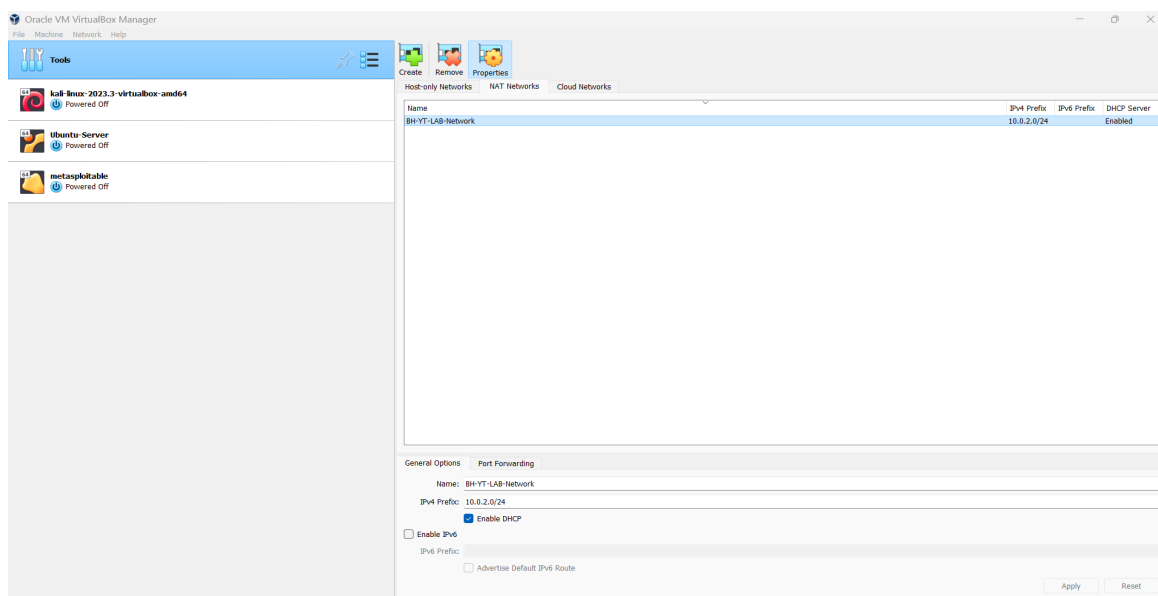 Oracle VM VirtualBox Manager
File Machine Network Help
Tools
64
kali-linux-2023.3-virtualbox-amd64
Powered Off
64
Ubuntu-Server
Powered Off
64
metasploitable
Powered Off
Create Remove Properties
Host-only Networks NAT Networks Cloud Networks
Name IPv4 Prefix IPv6 Prefix DHCP Server
BH-YT-LAB-Network 10.0.2.0/24 Enabled
General Options Port Forwarding
Name: BH-YT-LAB-Network
IPv4 Prefix: 10.0.2.0/24
Enable DHCP
Enable IPv6
IPv6 Prefix:
Advertise Default IPv6 Route
Apply Reset